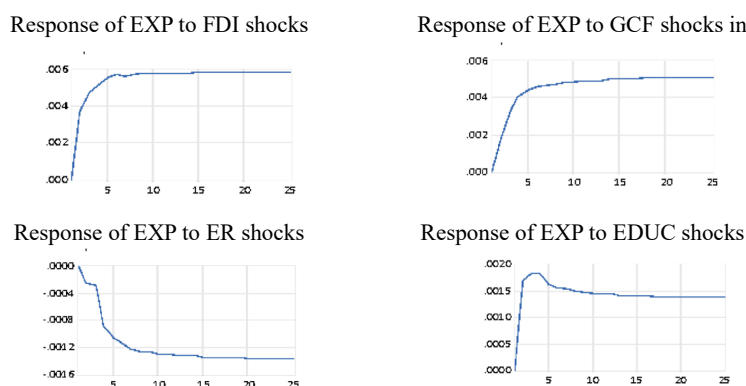 Response of EXP to FDI shocks
Response of EXP to GCF shocks in
.006
.004
.002
.000
5 10 15 20 25
.006
.004
.002
.000
5 10 15 20 25
Response of EXP to ER shocks
Response of EXP to EDUC shocks
.0000
-.0004
-.0008
-.0012
-.0016
5 10 15 20 25
.0020
.0015
.0010
.0005
.0000
5 10 15 20 25